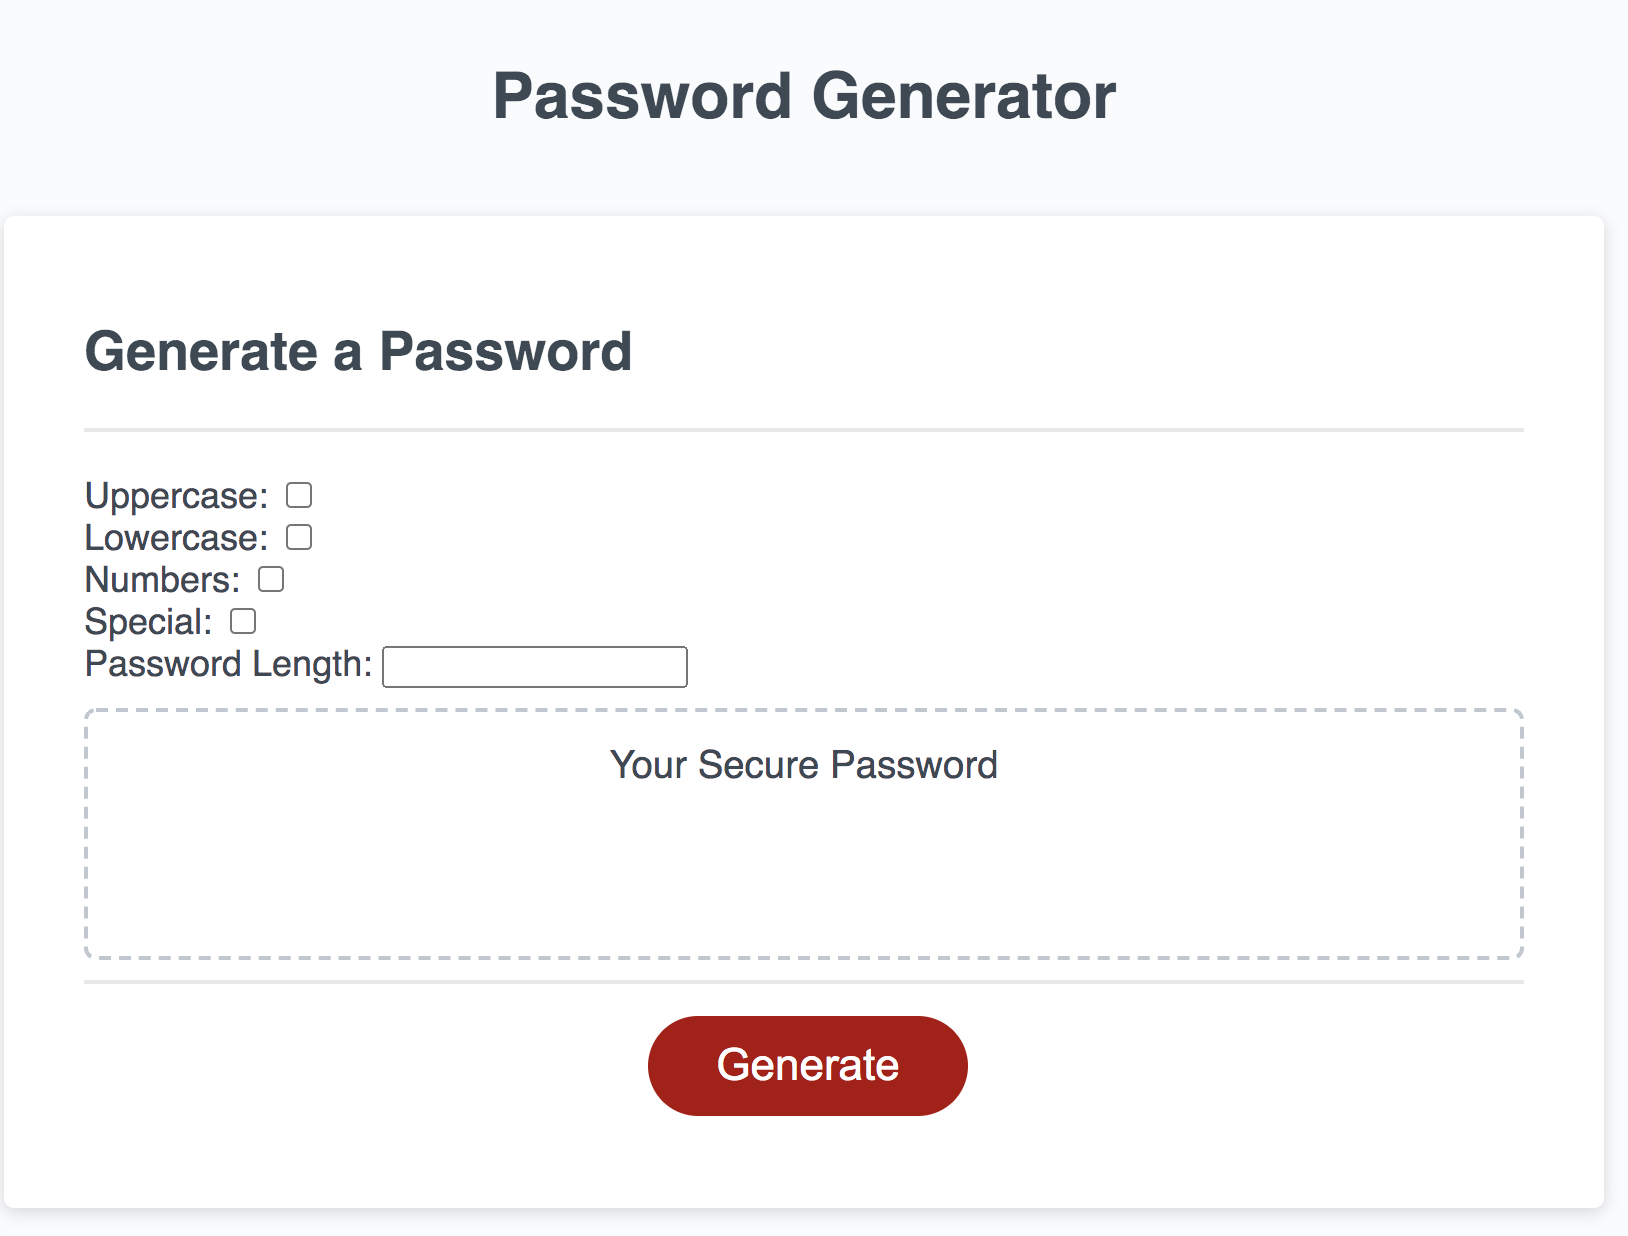 Password Generator
Generate a Password
Uppercase:
Lowercase:
Numbers:
Special:
Password Length:
Your Secure Password
Generate